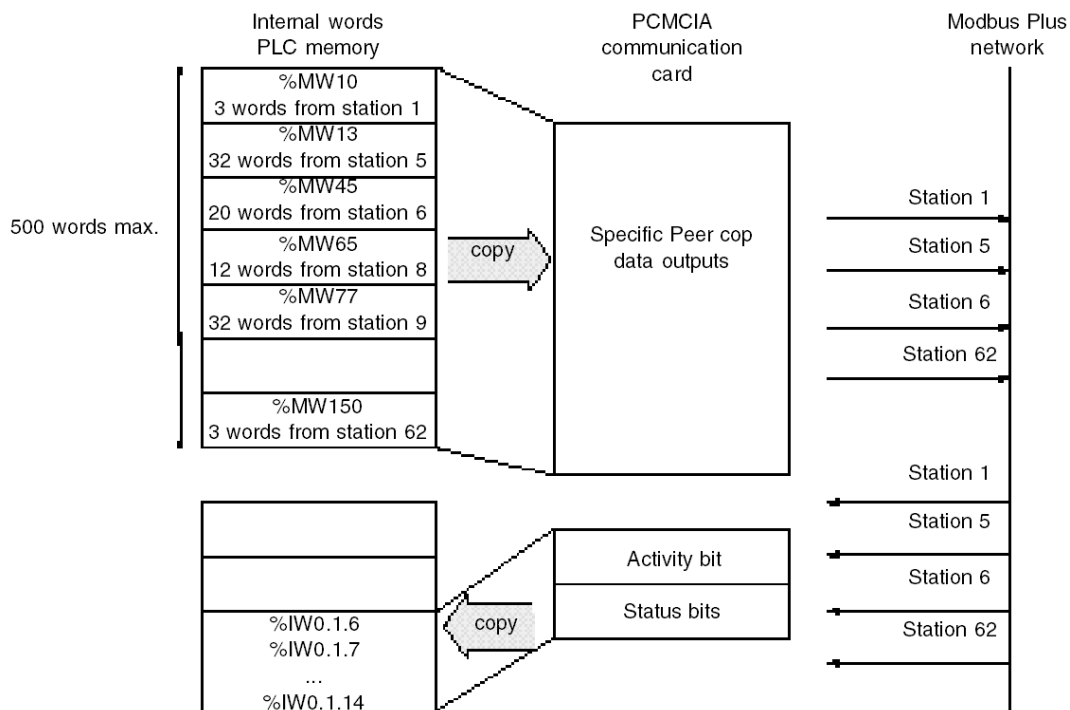 Internal words
PLC memory
PCMCIA
communication
card
Modbus Plus
network
%MW10
3 words from station 1
%MW13
32 words from station 5
%MW45
20 words from station 6
%MW65
12 words from station 8
%MW77
32 words from station 9
%MW150
3 words from station 62
500 words max.
copy
Specific Peer cop
data outputs
Station 1
Station 5
Station 6
Station 62
Station 1
Station 5
Station 6
Station 62
Activity bit
Status bits
copy
%IW0.1.6
%IW0.1.7
...
%IW0.1.14